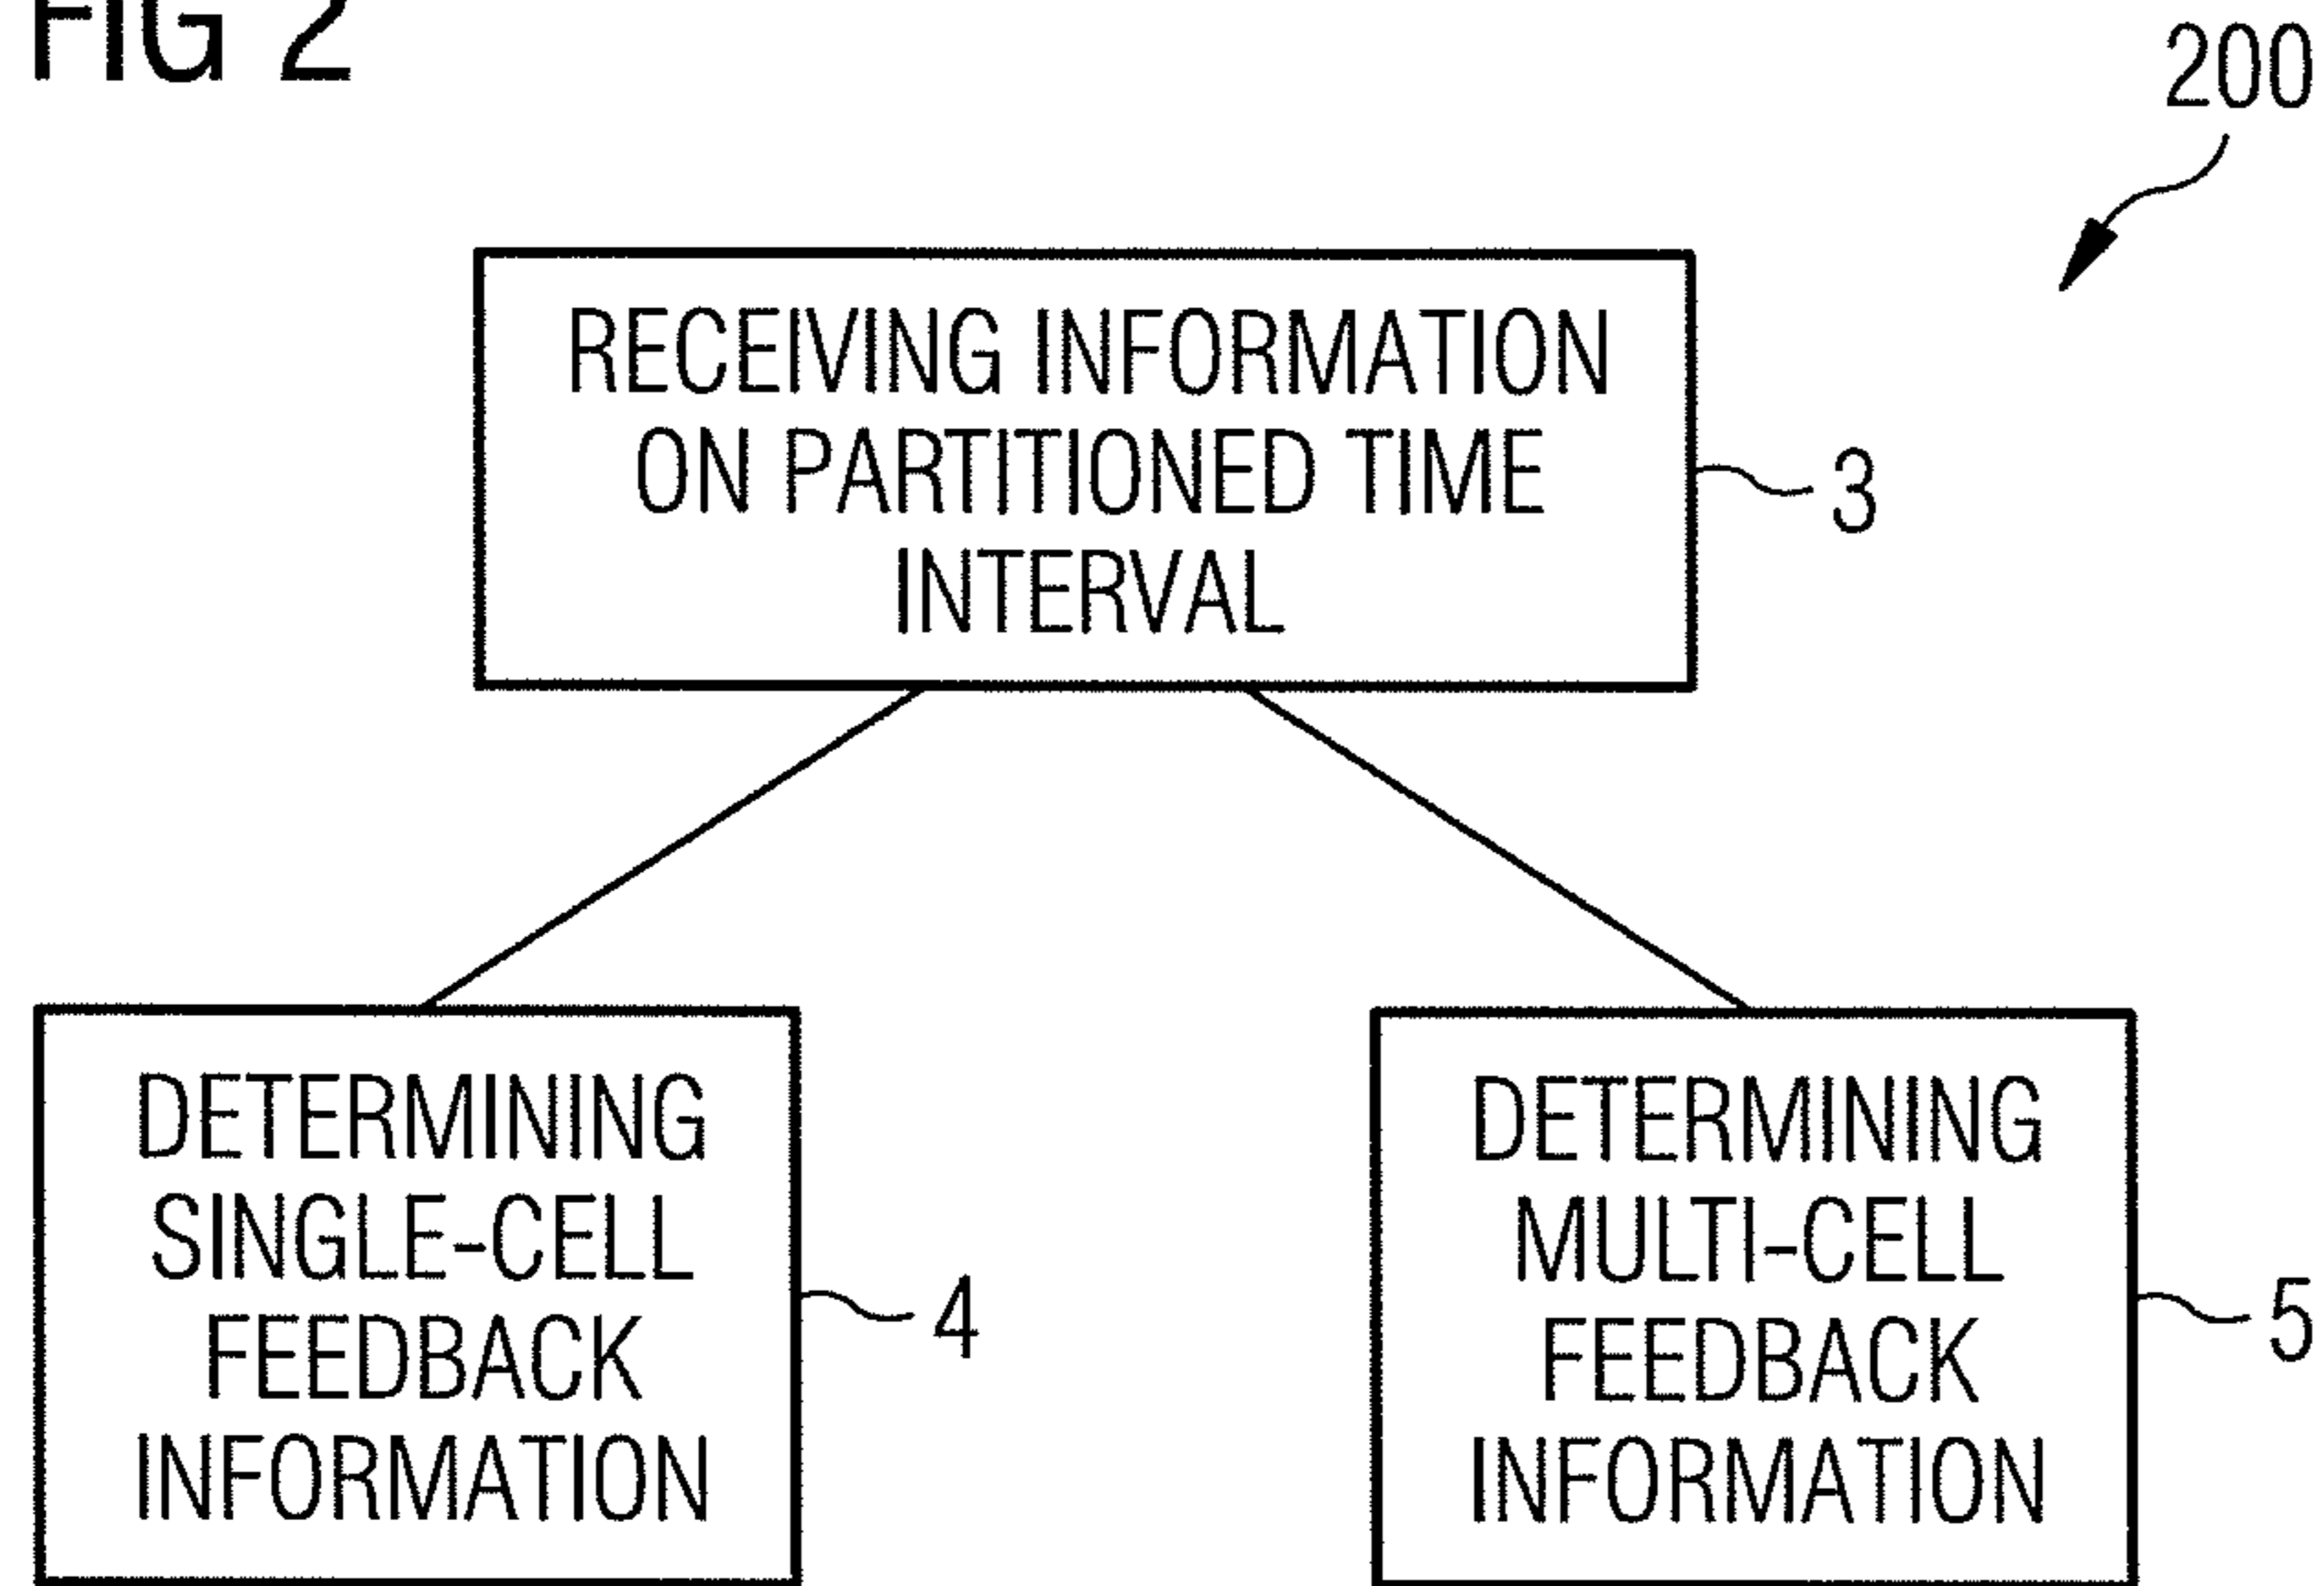 FIG 2
200
RECEIVING INFORMATION
ON PARTITIONED TIME
INTERVAL
3
DETERMINING
SINGLE-CELL
FEEDBACK
INFORMATION
4
DETERMINING
MULTI-CELL
FEEDBACK
INFORMATION
5